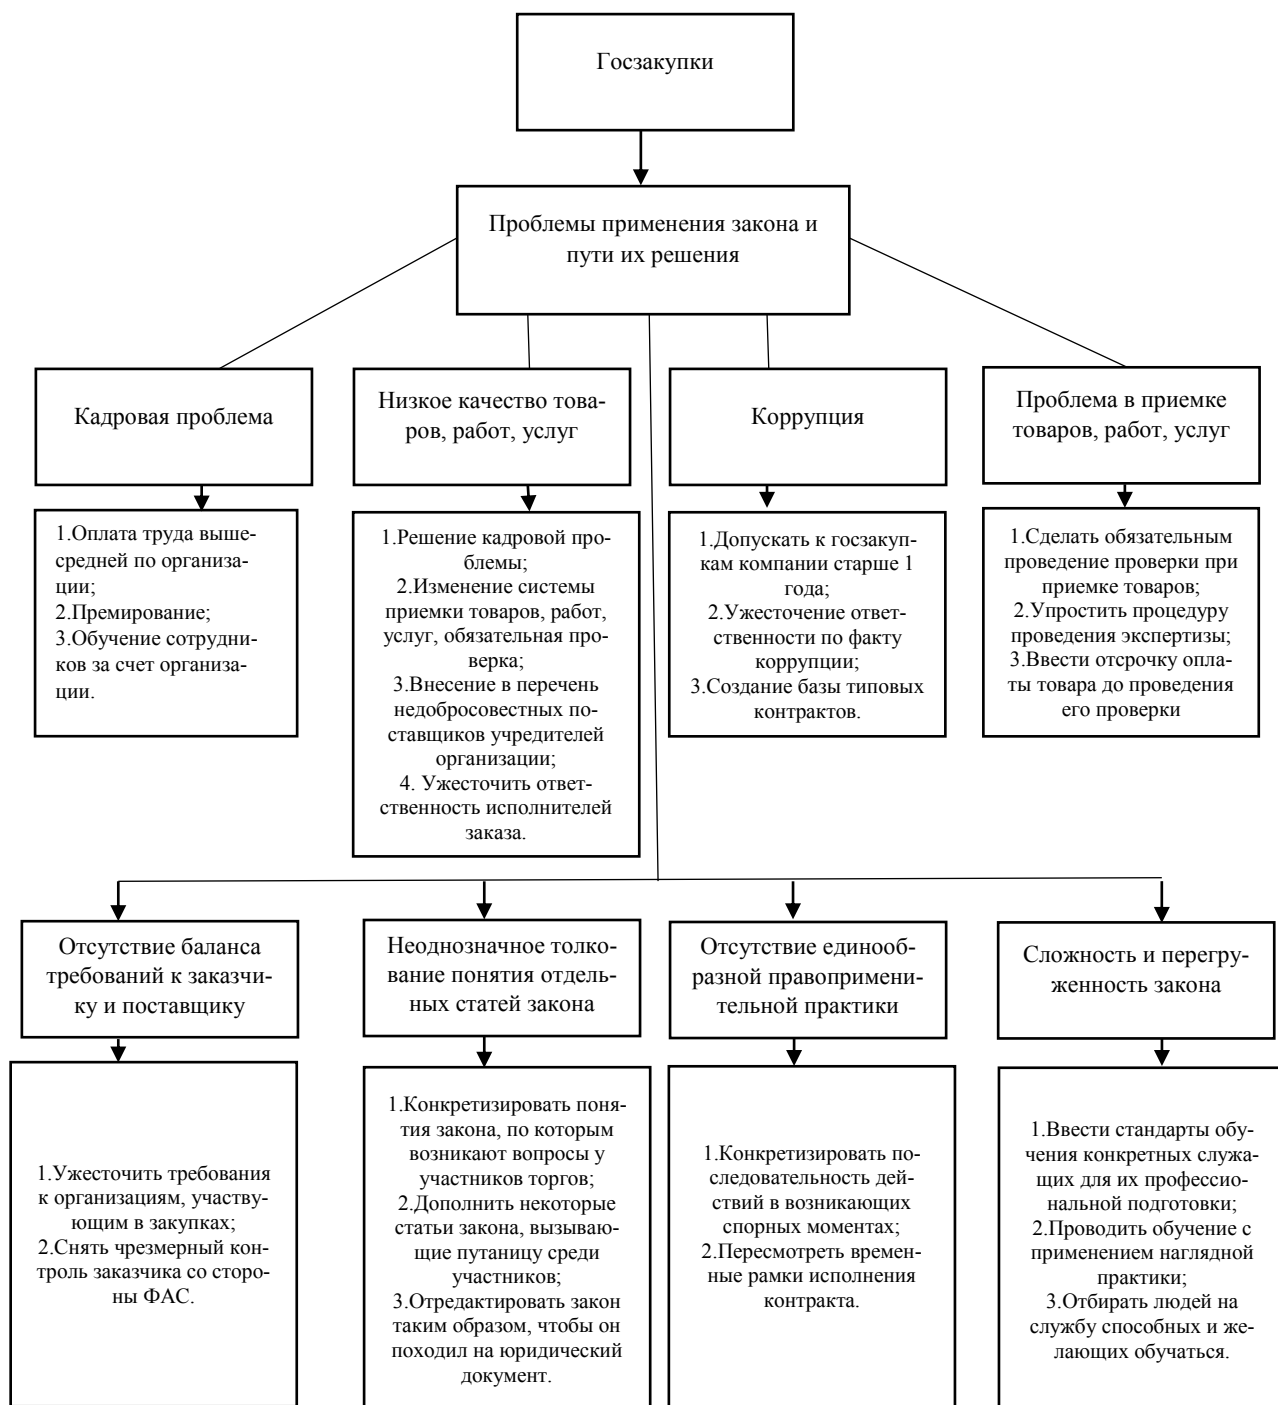 Госзакупки
Проблемы применения закона и
пути их решения
Кадровая проблема
Низкое качество това-
ров, работ, услуг
Коррупция
Проблема в приемке
товаров, работ, услуг
1.Оплата труда выше-
средней по организа-
ции;
2.Премирование;
3.Обучение сотрудни-
ков за счет организа-
ции.
1.Решение кадровой про-
блемы;
2.Изменение системы
приемки товаров, работ,
услуг, обязательная про-
верка;
3.Внесение в перечень
недобросовестных по-
ставщиков учредителей
организации;
4. Ужесточить ответ-
ственность исполнителей
заказа.
1.Допускать к госзакуп-
кам компании старше 1
года;
2.Ужесточение ответ-
ственности по факту
коррупции;
3.Создание базы типовых
контрактов.
1.Сделать обязательным
проведение проверки при
приемке товаров;
2.Упростить процедуру
проведения экспертизы;
3.Ввести отсрочку опла-
ты товара до проведения
его проверки
Отсутствие баланса
требований к заказчи-
ку и поставщику
Неоднозначное толко-
вание понятия отдель-
ных статей закона
Отсутствие единооб-
разной правопримени-
тельной практики
Сложность и перегру-
женность закона
1.Ужесточить требования
к организациям, участву-
ющим в закупках;
2.Снять чрезмерный кон-
троль заказчика со сторо-
ны ФАС.
1.Конкретизировать поня-
тия закона, по которым
возникают вопросы у
участников торгов;
2.Дополнить некоторые
статьи закона, вызываю-
щие путаницу среди
участников;
3.Отредактировать закон
таким образом, чтобы он
походил на юридический
документ.
1.Конкретизировать по-
следовательность дей-
ствий в возникающих
спорных моментах;
2.Пересмотреть времен-
ные рамки исполнения
контракта.
1.Ввести стандарты обу-
чения конкретных служа-
щих для их профессио-
нальной подготовки;
2.Проводить обучение с
применением наглядной
практики;
3.Отбирать людей на
службу способных и же-
лающих обучаться.